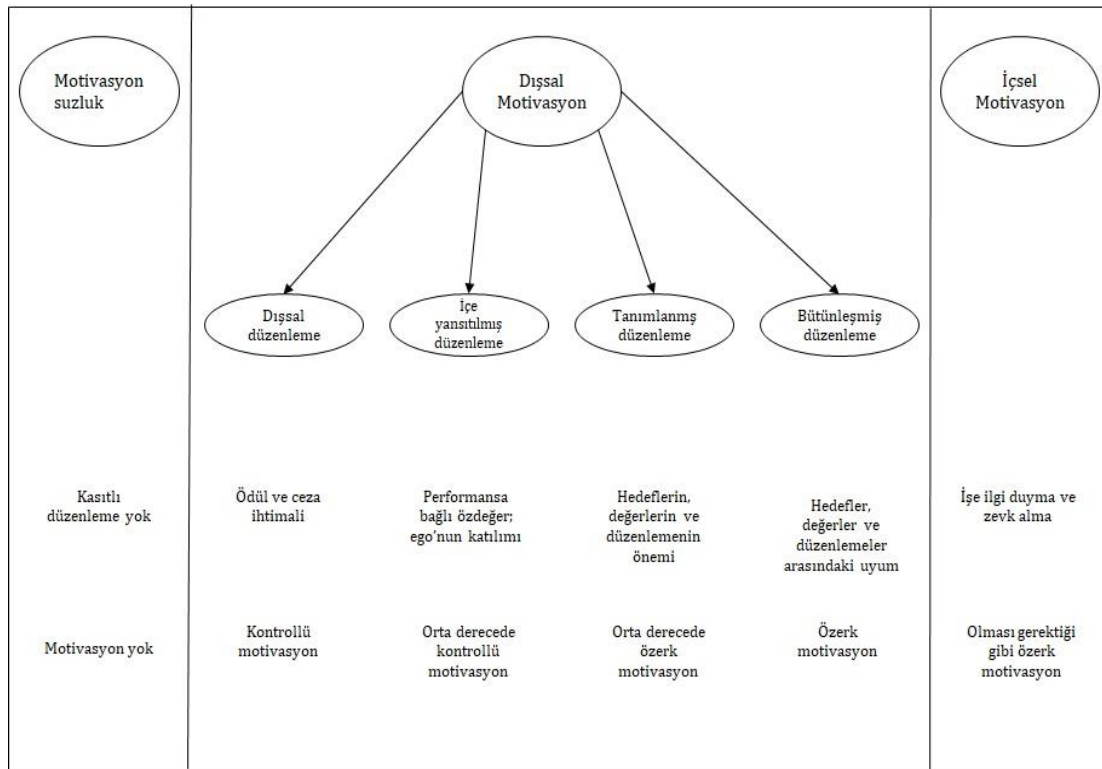 Motivasyon
suzluk
Dışsal
Motivasyon
İçsel
Motivasyon
Dışsal
düzenleme
İçe
yansıtılmış
düzenleme
Tanımlanmş
düzenleme
Bütünleşmiş
düzenleme
Kasıtlı
düzenleme yok
Ödül ve ceza
ihtimali
Performansa
bağlı özdeğer;
ego'nun katılımı
Hedeflerin,
değerlerin ve
düzenlemenin
önemi
Hedefler,
değerler ve
düzenlemeler
arasındaki uyum
İşe ilgi duyma ve
zevk alma
Motivasyon yok
Kontrollü
motivasyon
Orta derecede
kontrollü
motivasyon
Orta derecede
özerk
motivasyon
Özerk
motivasyon
Olması gerektiği
gibi özerk
motivasyon